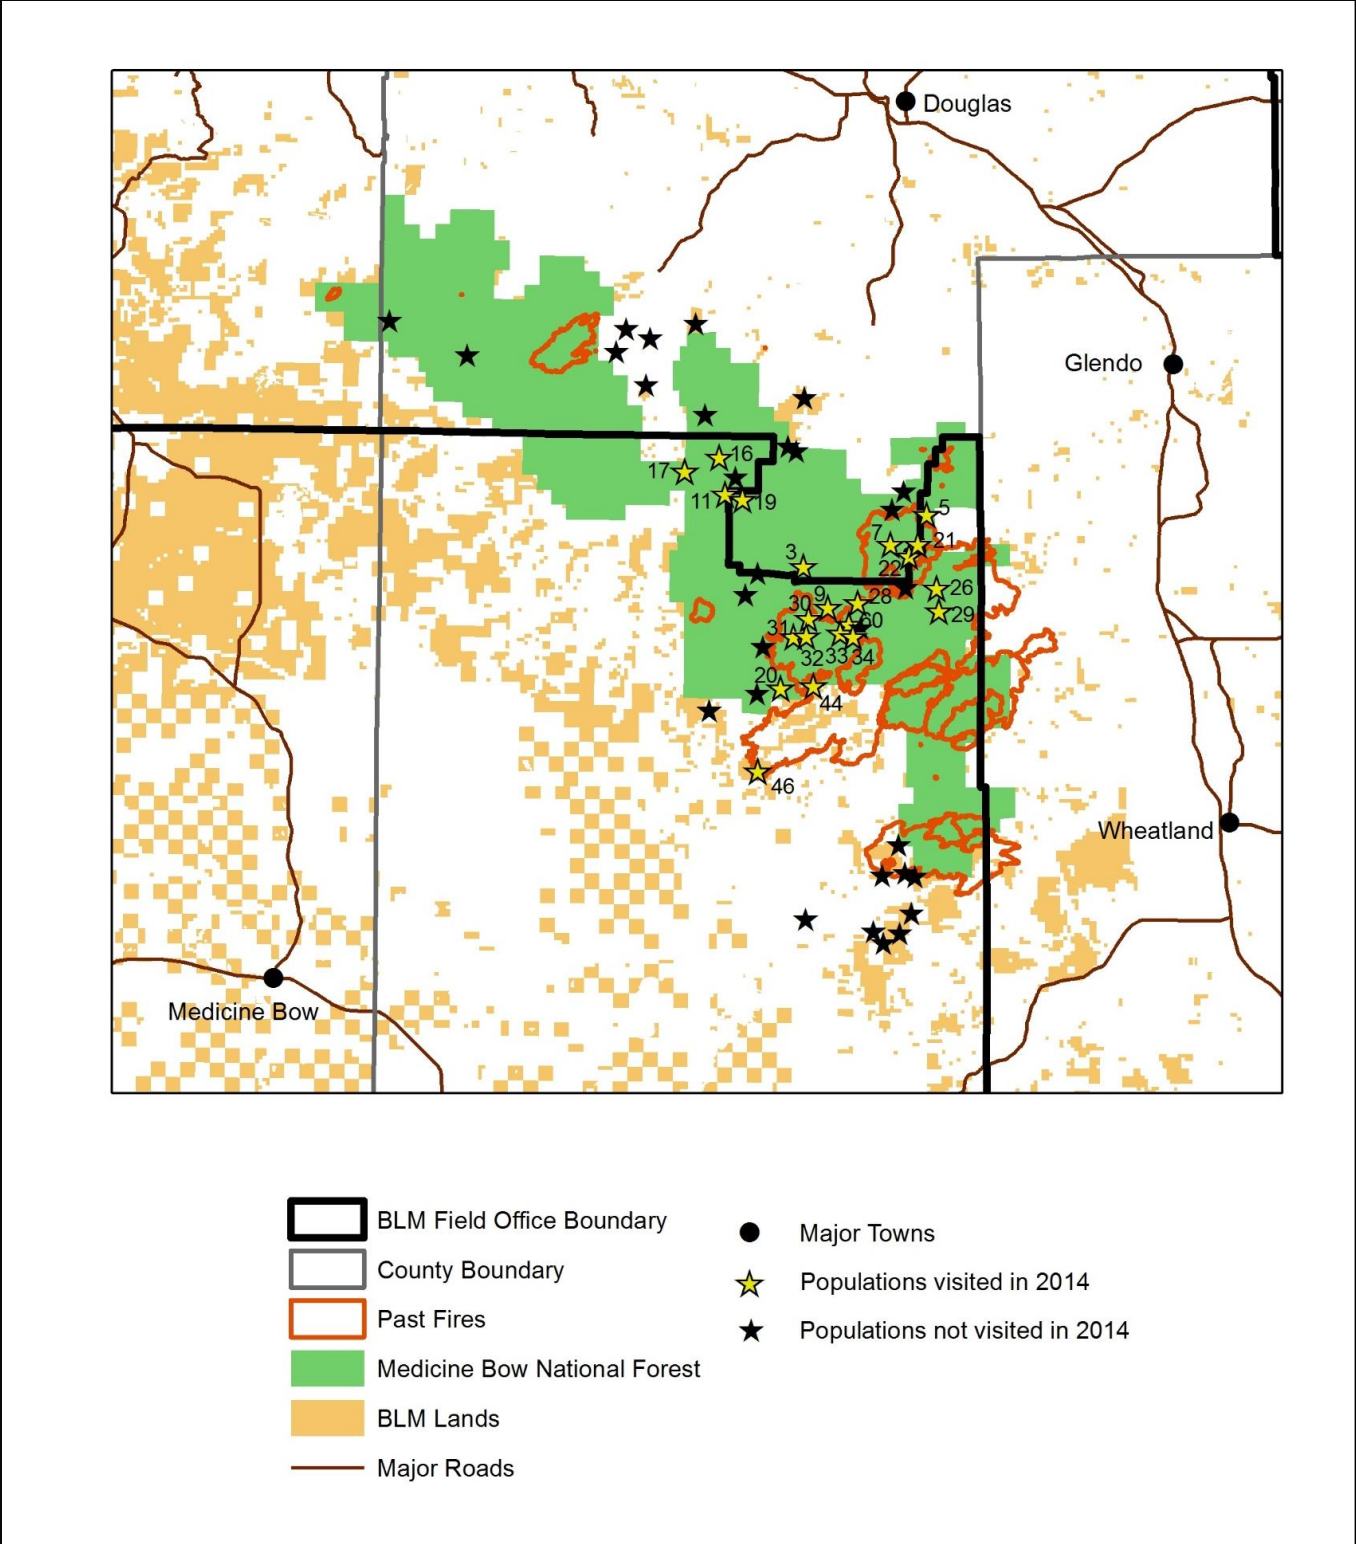 Douglas
Glendo
16
17
11
19
5
7
21
3
22
26
9
28
30
60
29
31
32
33
34
20
44
46
Wheatland
Medicine Bow
BLM Field Office Boundary
County Boundary
Past Fires
Medicine Bow National Forest
BLM Lands
Major Roads
Major Towns
Populations visited in 2014
Populations not visited in 2014